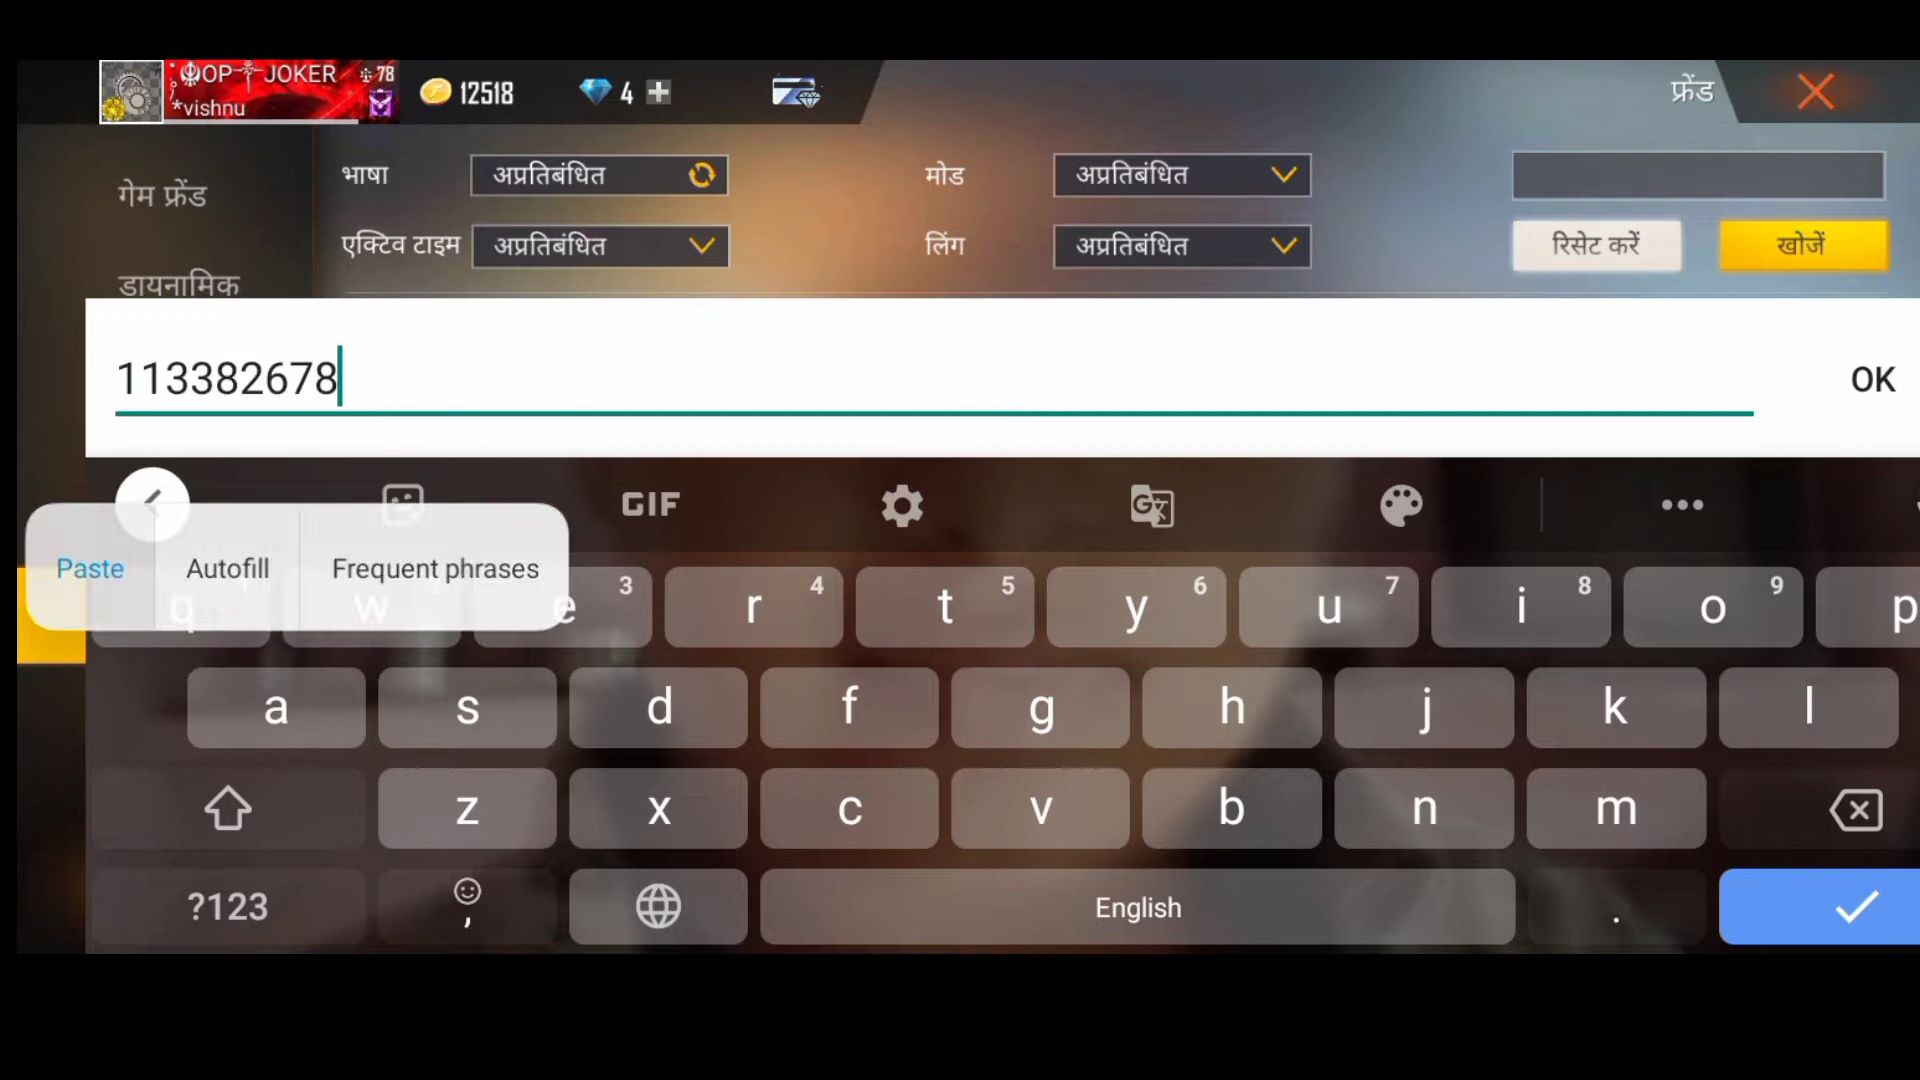 OP JOKER 78
*vishnu
12518
4
फ्रेंड
गेम फ्रेंड
डायनामिक
भाषा अप्रतिबंधित मोड अप्रतिबंधित
एक्टिव टाइम अप्रतिबंधित लिंग अप्रतिबंधित रिसेट करें खोजें
113382678 OK
GIF
Paste Autofill Frequent phrases
q w e 3 r 4 t 5 y 6 u 7 i 8 o 9 p
a s d f g h j k l
z x c v b n m
?123 , English .